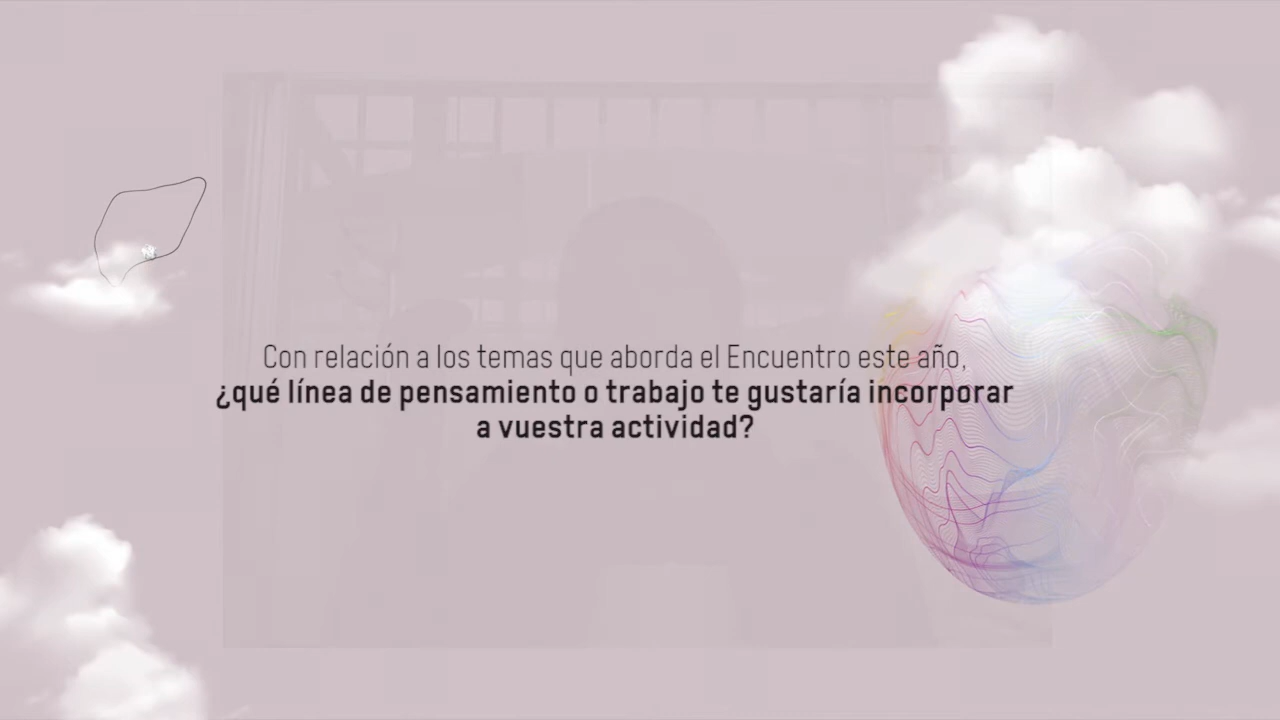 Con relación a los temas que aborda el Encuentro este año,
¿qué línea de pensamiento o trabajo te gustaría incorporar
a vuestra actividad?